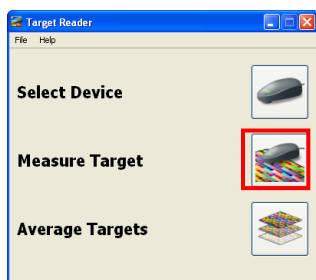 Target Reader
File Help
Select Device
Measure Target
Average Targets